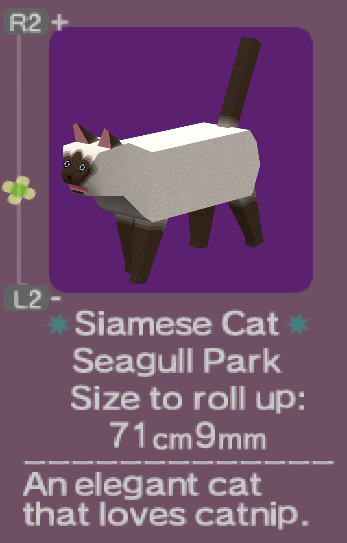 R2 +
L2 -
Siamese Cat
Seagull Park
Size to roll up:
71cm9mm
An elegant cat
that loves catnip.